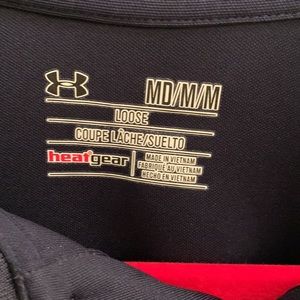 MD/M/M
LOOSE
COUPE LÂCHE/SUELTO
heatgear
MADE IN VIETNAM
FABRIQUÉ AU VIETNAM
HECHO EN VIETNAM